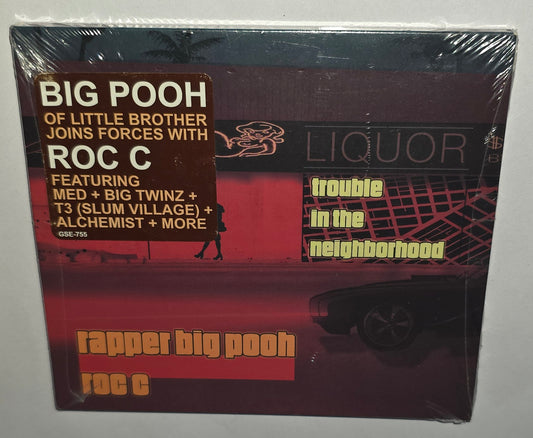 BIG POOH
OF LITTLE BROTHER
JOINS FORCES WITH
ROC C
FEATURING
MED + BIG TWINZ +
T3 (SLUM VILLAGE) +
ALCHEMIST + MORE
GSE-755
LIQUOR
trouble
in the
neighborhood
rapper big pooh
roc c